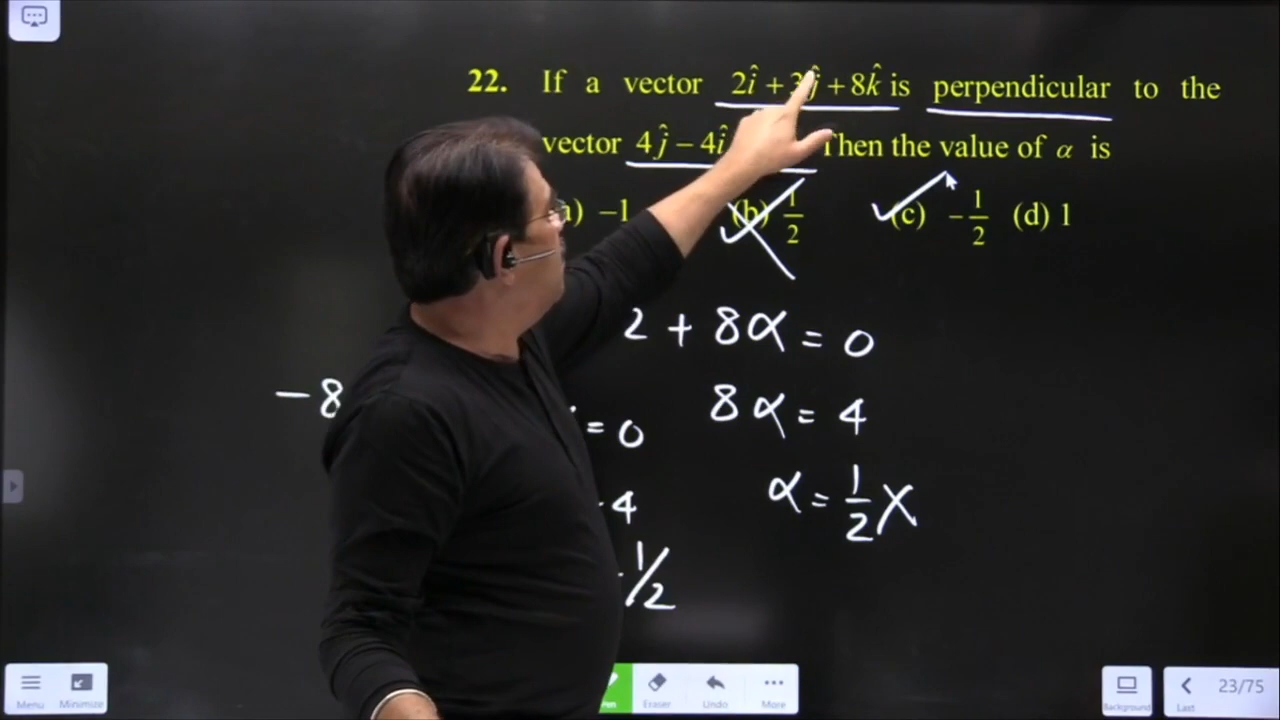 22. If a vector 2î + 3ĵ + 8k̂ is perpendicular to the
vector 4ĵ − 4î Then the value of α is
a) −1 (b) 1/2 (c) −1/2 (d) 1
2 + 8α = 0
−8
= 0
8α = 4
4
α = 1/2 X
1/2
Menu
Minimize
Pen
Eraser
Undo
More
Background
Last
23/75